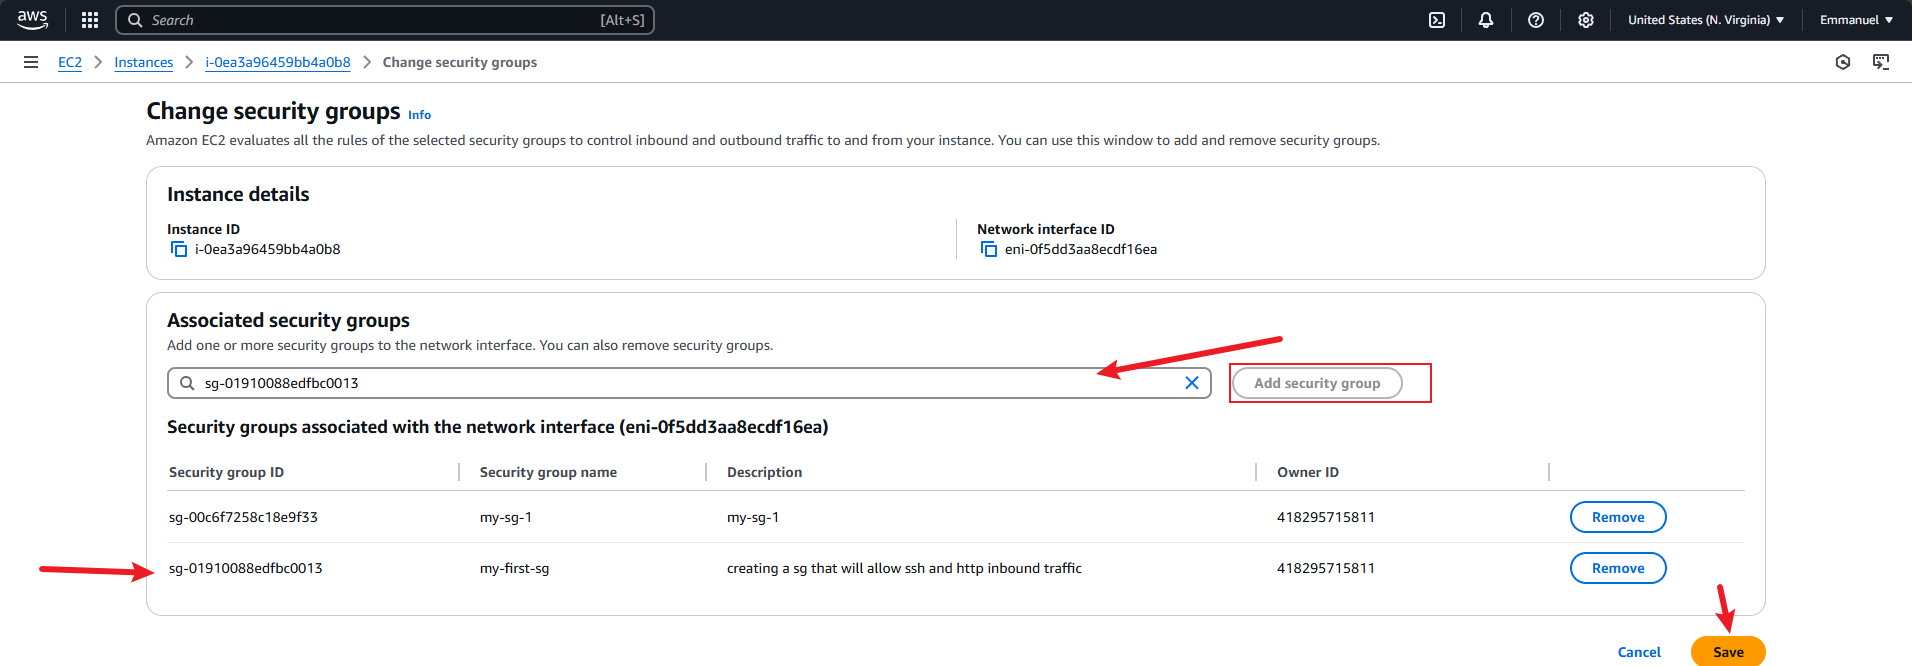 aws Search [Alt+S] United States (N. Virginia) Emmanuel
EC2 Instances i-0ea3a96459bb4a0b8 Change security groups
Change security groups Info
Amazon EC2 evaluates all the rules of the selected security groups to control inbound and outbound traffic to and from your instance. You can use this window to add and remove security groups.
Instance details
Instance ID Network interface ID
i-0ea3a96459bb4a0b8 eni-0f5dd3aa8ecdf16ea
Associated security groups
Add one or more security groups to the network interface. You can also remove security groups.
sg-01910088edfbc0013 Add security group
Security groups associated with the network interface (eni-0f5dd3aa8ecdf16ea)
Security group ID Security group name Description Owner ID
sg-00c6f7258c18e9f33 my-sg-1 my-sg-1 418295715811 Remove
sg-01910088edfbc0013 my-first-sg creating a sg that will allow ssh and http inbound traffic 418295715811 Remove
Cancel Save